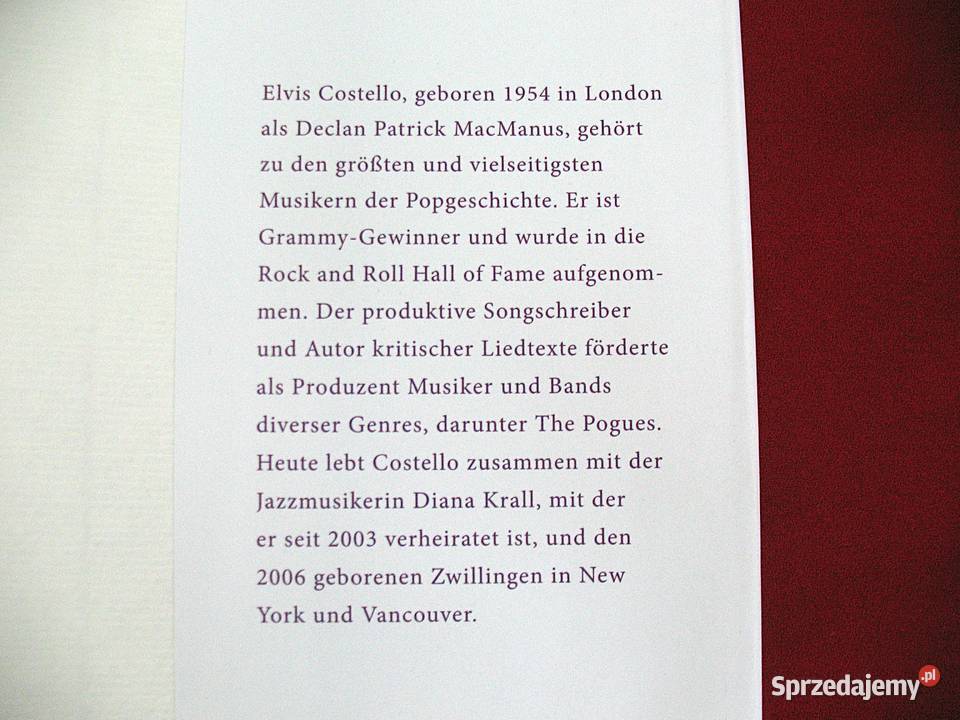 Elvis Costello, geboren 1954 in London
als Declan Patrick MacManus, gehört
zu den größten und vielseitigsten
Musikern der Popgeschichte. Er ist
Grammy-Gewinner und wurde in die
Rock and Roll Hall of Fame aufgenom-
men. Der produktive Songschreiber
und Autor kritischer Liedtexte förderte
als Produzent Musiker und Bands
diverser Genres, darunter The Pogues.
Heute lebt Costello zusammen mit der
Jazzmusikerin Diana Krall, mit der
er seit 2003 verheiratet ist, und den
2006 geborenen Zwillingen in New
York und Vancouver.
Sprzedajemy.pl